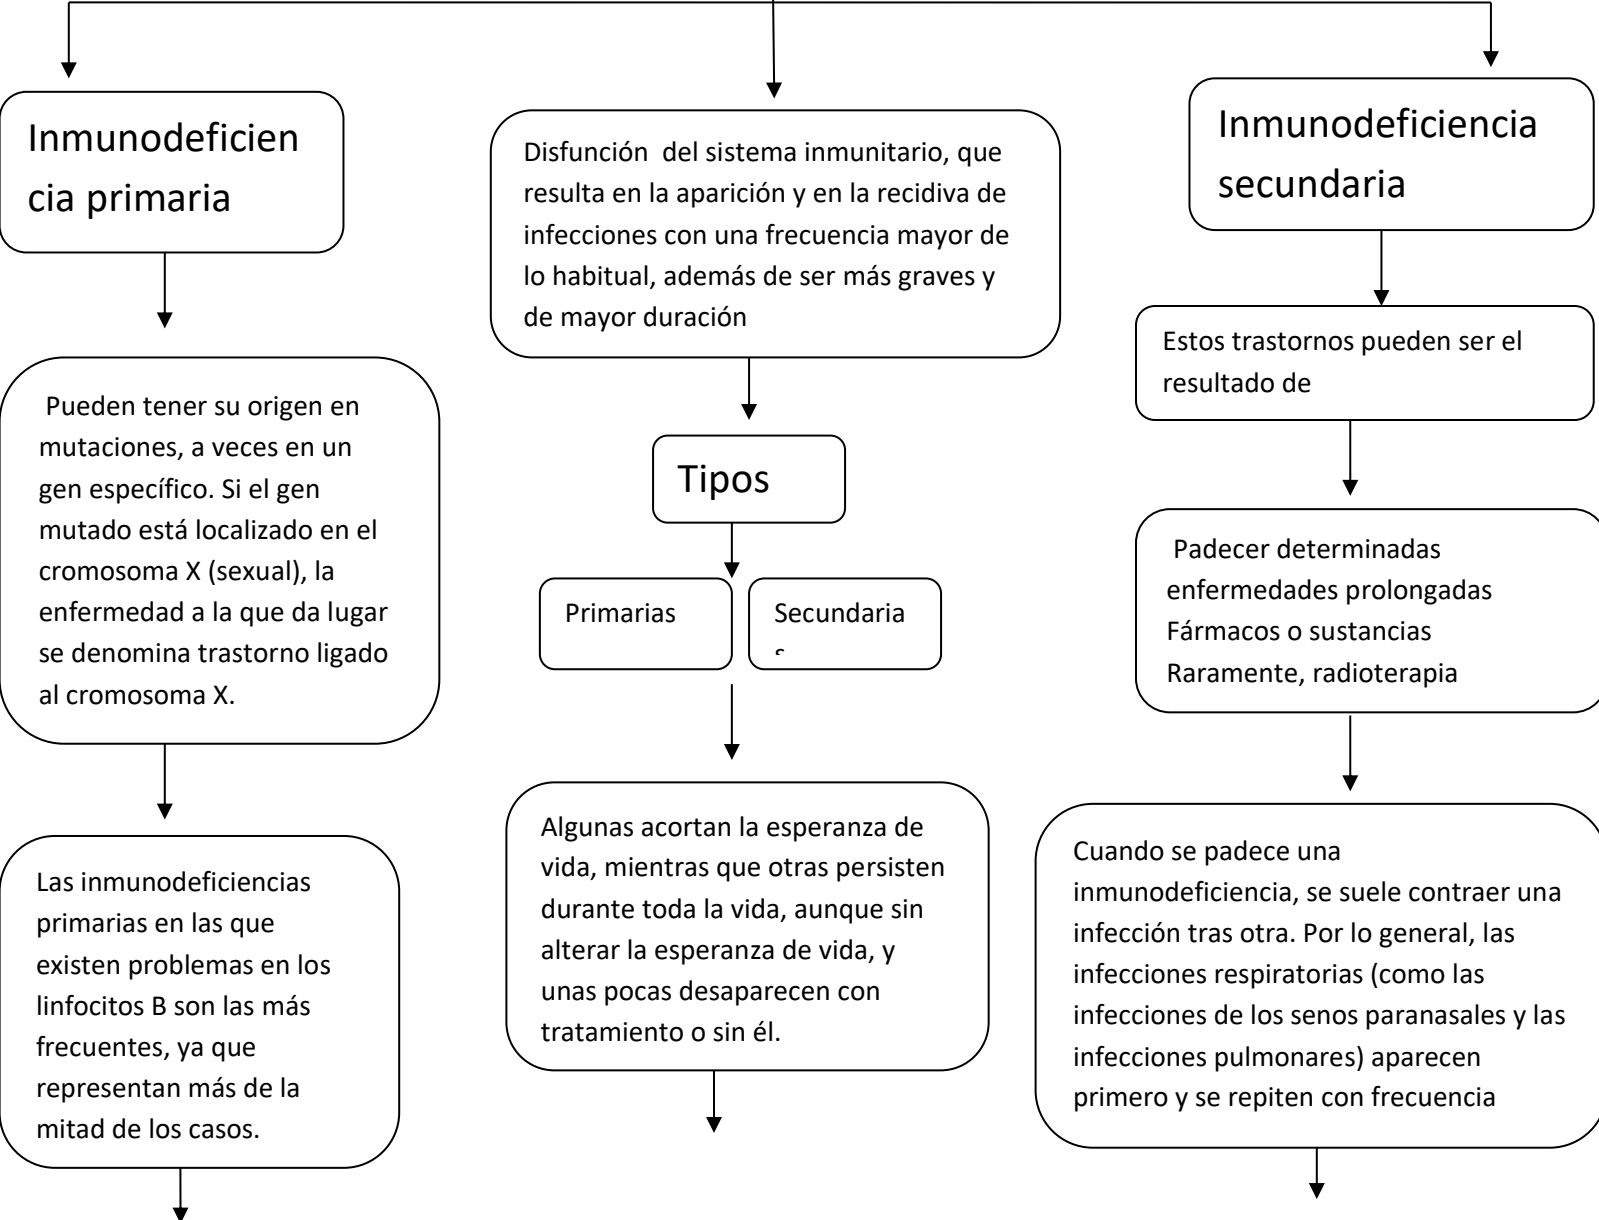 Inmunodeficien
cia primaria
Pueden tener su origen en
mutaciones, a veces en un
gen específico. Si el gen
mutado está localizado en el
cromosoma X (sexual), la
enfermedad a la que da lugar
se denomina trastorno ligado
al cromosoma X.
Las inmunodeficiencias
primarias en las que
existen problemas en los
linfocitos B son las más
frecuentes, ya que
representan más de la
mitad de los casos.
Disfunción  del sistema inmunitario, que
resulta en la aparición y en la recidiva de
infecciones con una frecuencia mayor de
lo habitual, además de ser más graves y
de mayor duración
Tipos
Primarias
Secundaria
s
Algunas acortan la esperanza de
vida, mientras que otras persisten
durante toda la vida, aunque sin
alterar la esperanza de vida, y
unas pocas desaparecen con
tratamiento o sin él.
Inmunodeficiencia
secundaria
Estos trastornos pueden ser el
resultado de
Padecer determinadas
enfermedades prolongadas
Fármacos o sustancias
Raramente, radioterapia
Cuando se padece una
inmunodeficiencia, se suele contraer una
infección tras otra. Por lo general, las
infecciones respiratorias (como las
infecciones de los senos paranasales y las
infecciones pulmonares) aparecen
primero y se repiten con frecuencia